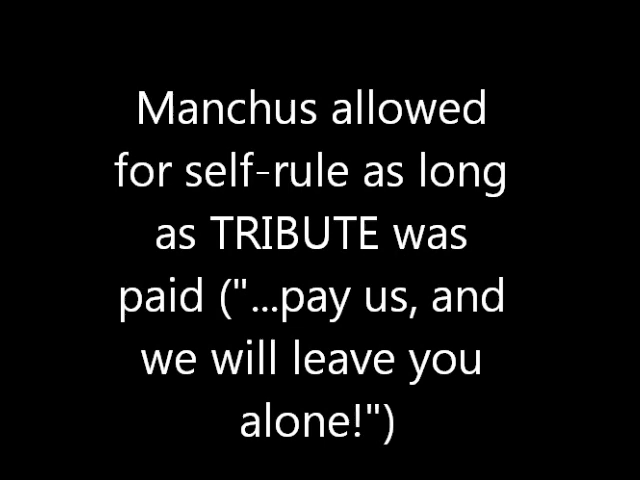 Manchus allowed
for self-rule as long
as TRIBUTE was
paid ("...pay us, and
we will leave you
alone!")